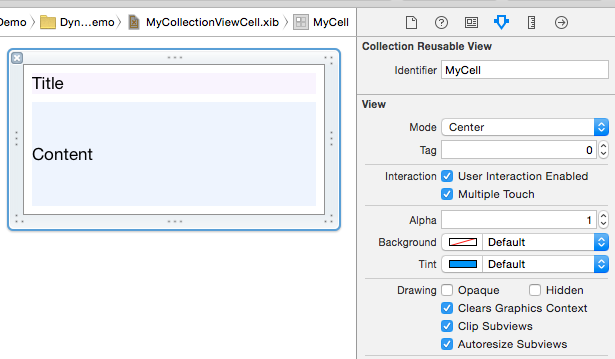 Demo Dyn...emo MyCollectionViewCell.xib MyCell
Title
Content
Collection Reusable View
Identifier MyCell
View
Mode Center
Tag 0
Interaction User Interaction Enabled
Multiple Touch
Alpha 1
Background Default
Tint Default
Drawing Opaque Hidden
Clears Graphics Context
Clip Subviews
Autoresize Subviews